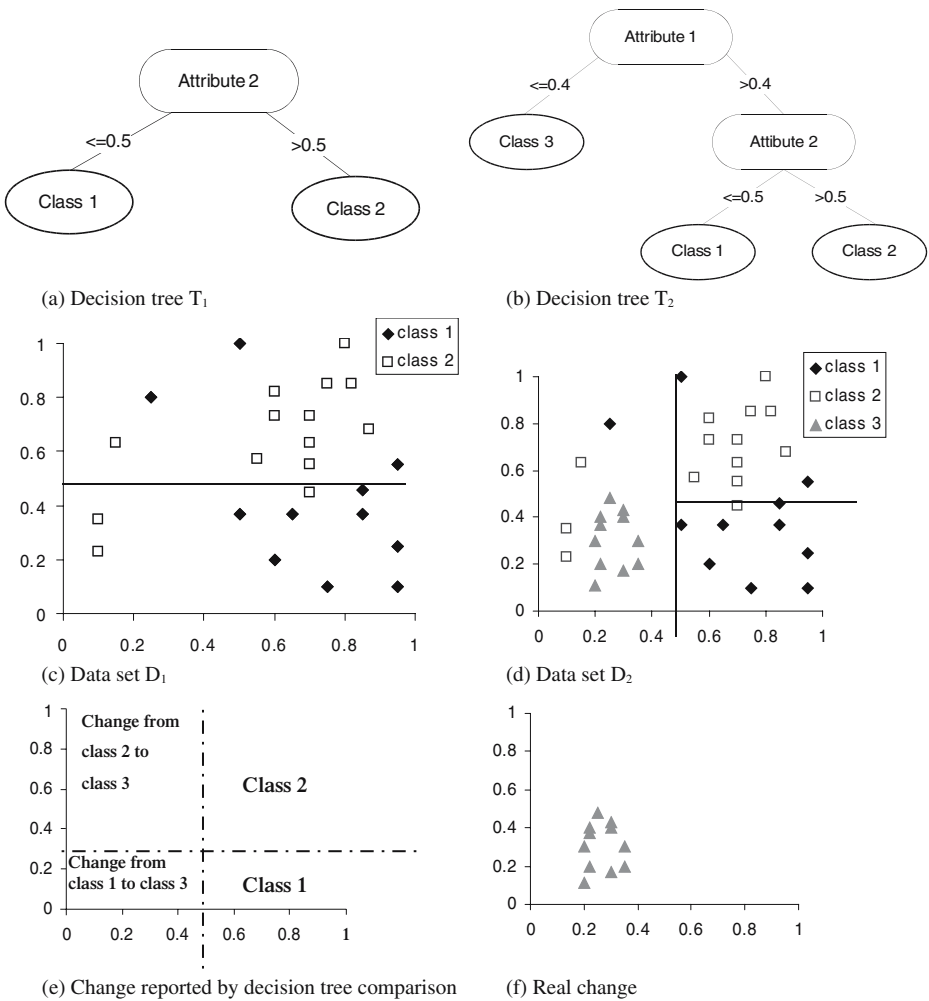 Attribute 2
<=0.5
>0.5
Class 1
Class 2
(a) Decision tree T1
Attribute 1
<=0.4
>0.4
Class 3
Attibute 2
<=0.5
>0.5
Class 1
Class 2
(b) Decision tree T2
class 1
class 2
1
0.8
0.6
0.4
0.2
0
0 0.2 0.4 0.6 0.8 1
(c) Data set D1
class 1
class 2
class 3
1
0.8
0.6
0.4
0.2
0
0 0.2 0.4 0.6 0.8 1
(d) Data set D2
1
0.8
0.6
0.4
0.2
0
Change from
class 2 to
class 3
Class 2
Change from
class 1 to class 3
Class 1
0 0.2 0.4 0.6 0.8 1
(e) Change reported by decision tree comparison
1
0.8
0.6
0.4
0.2
0
0 0.2 0.4 0.6 0.8 1
(f) Real change